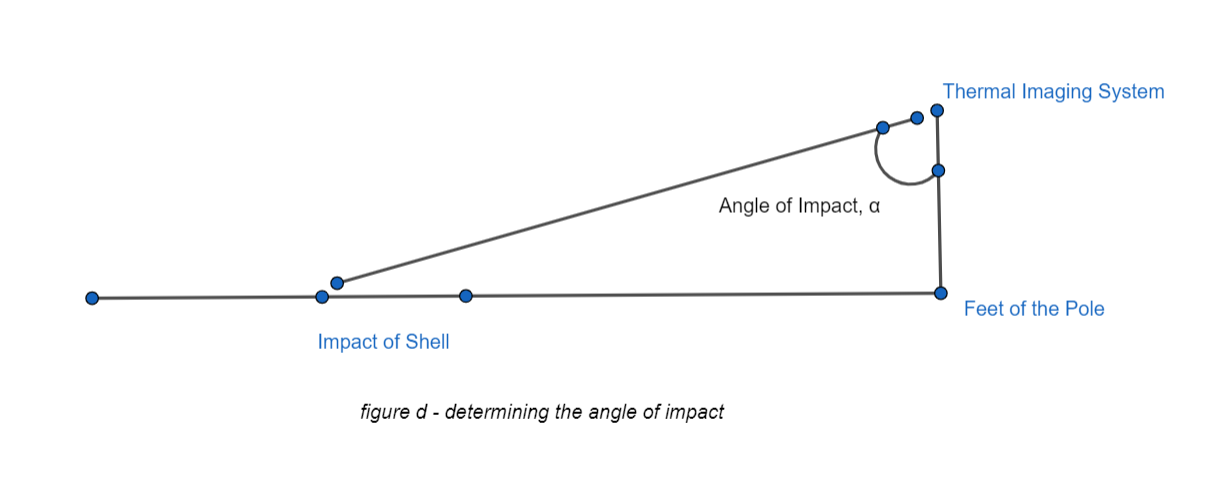 Thermal Imaging System
Angle of Impact, α
Feet of the Pole
Impact of Shell
figure d - determining the angle of impact